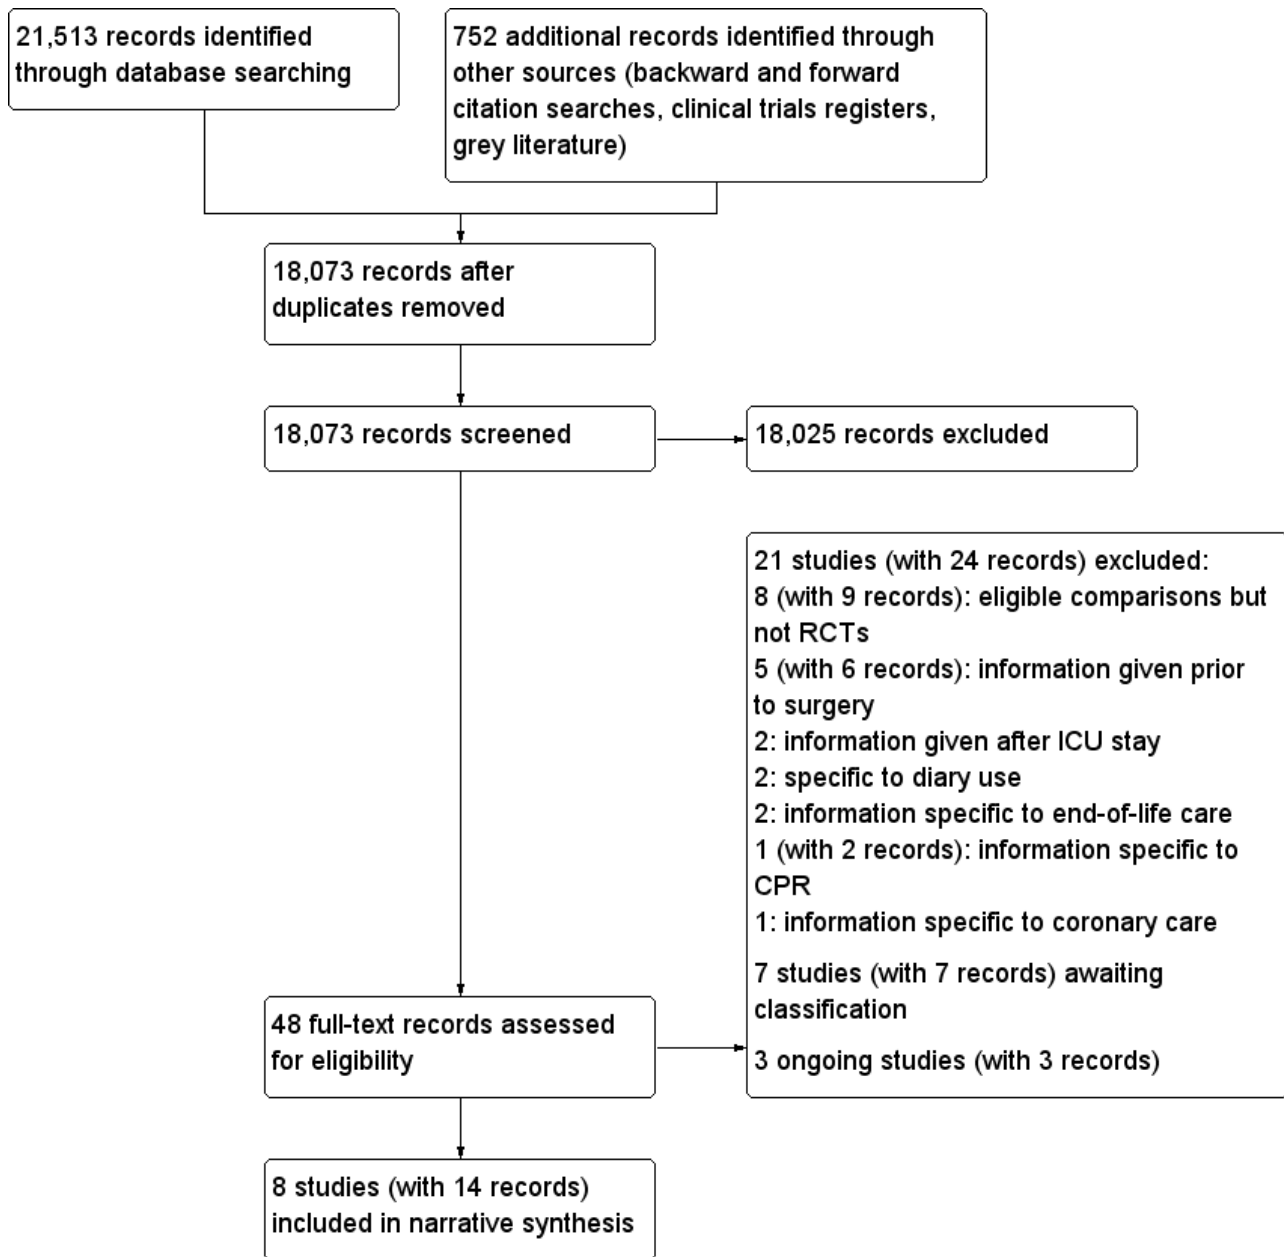 21,513 records identified
through database searching
752 additional records identified through
other sources (backward and forward
citation searches, clinical trials registers,
grey literature)
18,073 records after
duplicates removed
18,073 records screened
18,025 records excluded
21 studies (with 24 records) excluded:
8 (with 9 records): eligible comparisons but
not RCTs
5 (with 6 records): information given prior
to surgery
2: information given after ICU stay
2: specific to diary use
2: information specific to end-of-life care
1 (with 2 records): information specific to
CPR
1: information specific to coronary care
7 studies (with 7 records) awaiting
classification
3 ongoing studies (with 3 records)
48 full-text records assessed
for eligibility
8 studies (with 14 records)
included in narrative synthesis